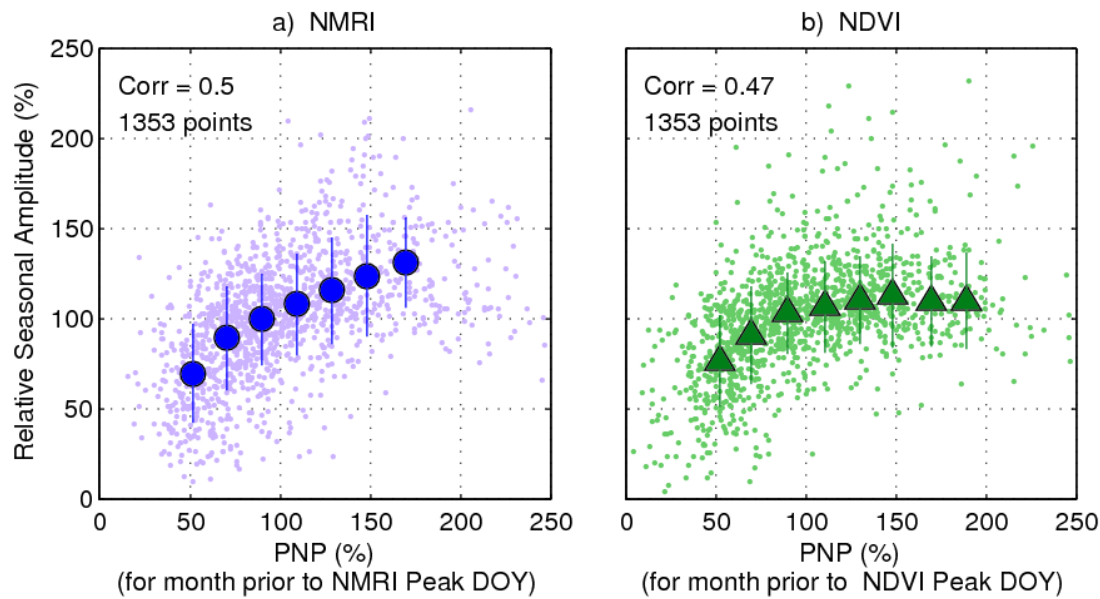 a) NMRI
b) NDVI
Relative Seasonal Amplitude (%)
250
200
150
100
50
0
Corr = 0.5
1353 points
Corr = 0.47
1353 points
0 50 100 150 200 250
0 50 100 150 200 250
PNP (%)
(for month prior to NMRI Peak DOY)
PNP (%)
(for month prior to NDVI Peak DOY)